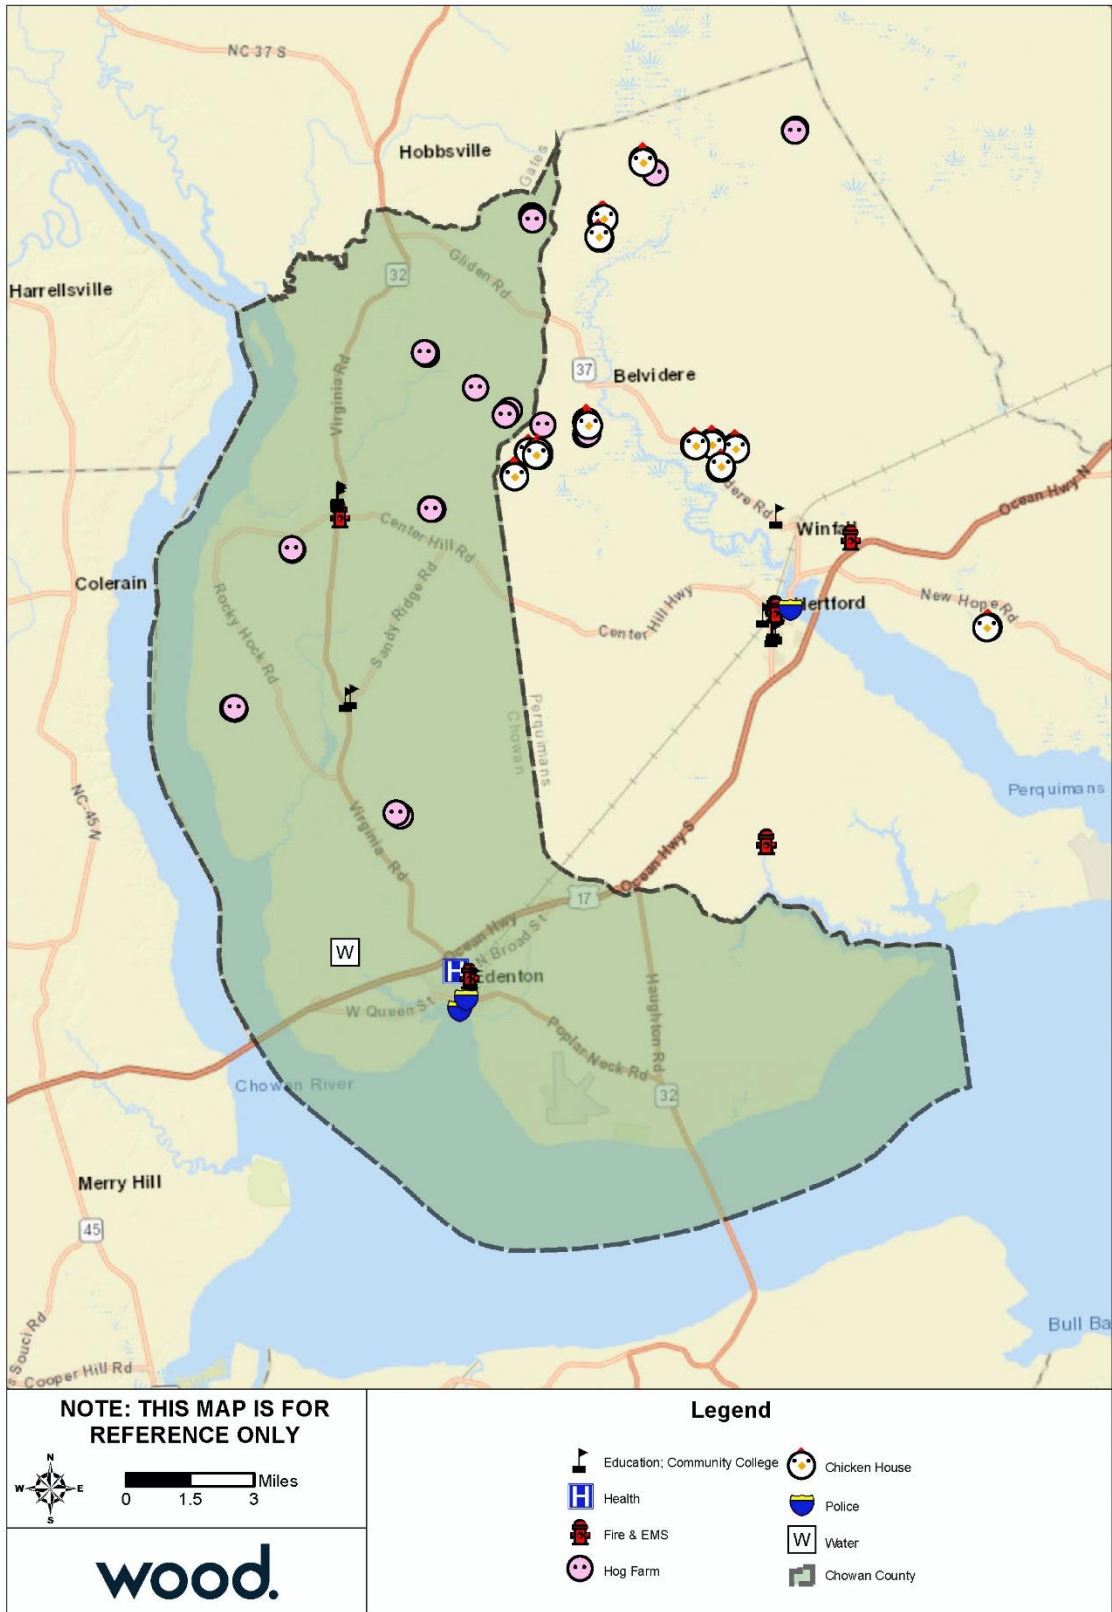 NC 37 S
Hobbsville
Gates
32
Gliden Rd
Harrellsville
Virginia Rd
37
Belvidere
Ocean Hwy N
dere Rd
Winfall
Center Hill Rd
Colerain
Sandy Ridge Rd
Rocky Hock Rd
Hertford
New Hope Rd
Center Hill Hwy
Perquimans
Chowan
Perquimans
NC-45 N
Virginia Rd
Ocean Hwy S
17
Ocean Hwy
N Broad St
W
H
Edenton
W Queen St
Haughton Rd
Poplar Neck Rd
Chowan River
32
Merry Hill
45
Bull Ba
s Souci Rd
Cooper Hill Rd
NOTE: THIS MAP IS FOR
REFERENCE ONLY
N
W E
S
Miles
0 1.5 3
wood.
Legend
Education; Community College
Chicken House
H Health
Police
Fire & EMS
W Water
Hog Farm
Chowan County